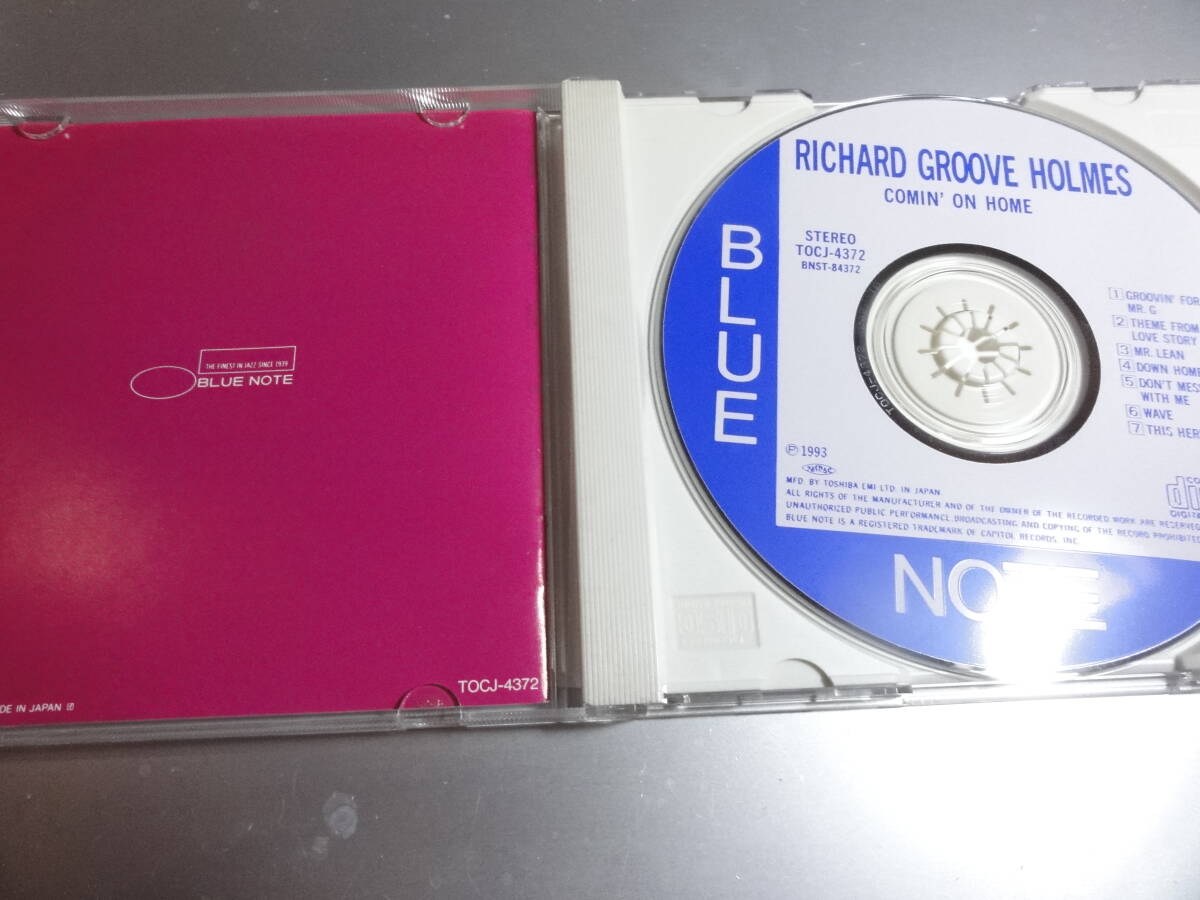 THE FINEST IN JAZZ SINCE 1939
BLUE NOTE
TOCJ-4372
DE IN JAPAN
RICHARD GROOVE HOLMES
COMIN' ON HOME
STEREO
TOCJ-4372
BNST-84372
BLUE
1 GROOVIN' FOR
MR. G
2 THEME FROM
LOVE STORY
3 MR. LEAN
4 DOWN HOME
5 DON'T MESS
WITH ME
6 WAVE
7 THIS HER
Ⓟ 1993
MFD. BY TOSHIBA EMI LTD. IN JAPAN
ALL RIGHTS OF THE MANUFACTURER AND OF THE OWNER OF THE RECORDED WORK ARE RESERVED
UNAUTHORIZED PUBLIC PERFORMANCE, BROADCASTING AND COPYING OF THE RECORD PROHIBITED
BLUE NOTE IS A REGISTERED TRADEMARK OF CAPITOL RECORDS, INC.
NOTE